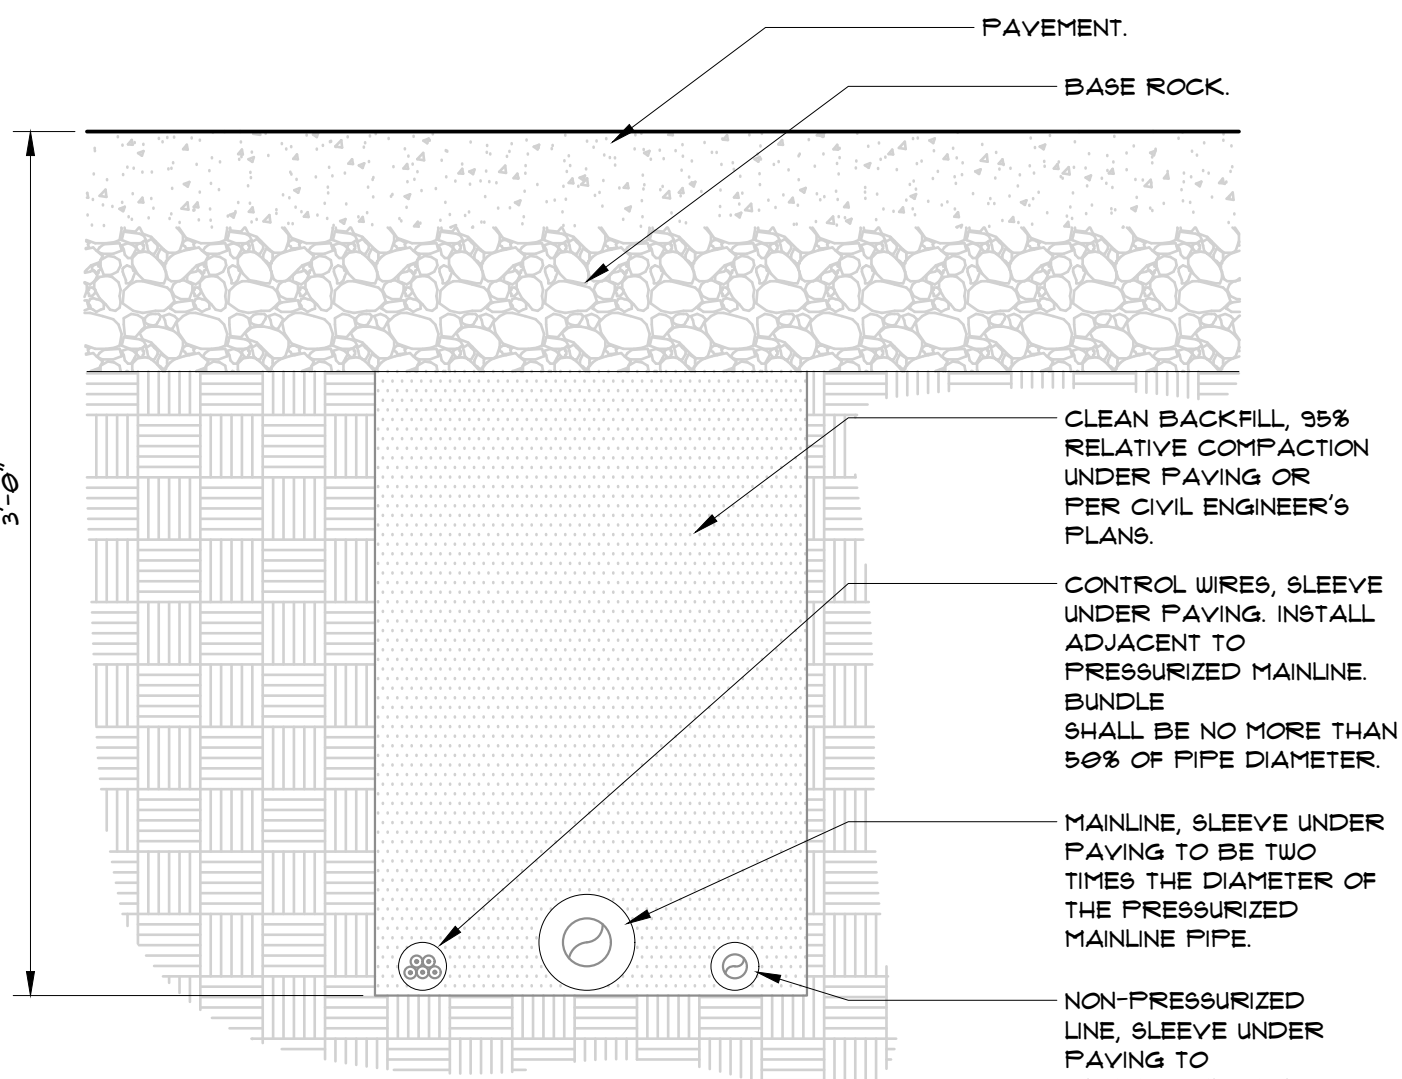 PAVEMENT.
BASE ROCK.
3'-0"
CLEAN BACKFILL, 95%
RELATIVE COMPACTION
UNDER PAVING OR
PER CIVIL ENGINEER'S
PLANS.
CONTROL WIRES, SLEEVE
UNDER PAVING. INSTALL
ADJACENT TO
PRESSURIZED MAINLINE.
BUNDLE
SHALL BE NO MORE THAN
50% OF PIPE DIAMETER.
MAINLINE, SLEEVE UNDER
PAVING TO BE TWO
TIMES THE DIAMETER OF
THE PRESSURIZED
MAINLINE PIPE.
NON-PRESSURIZED
LINE, SLEEVE UNDER
PAVING TO